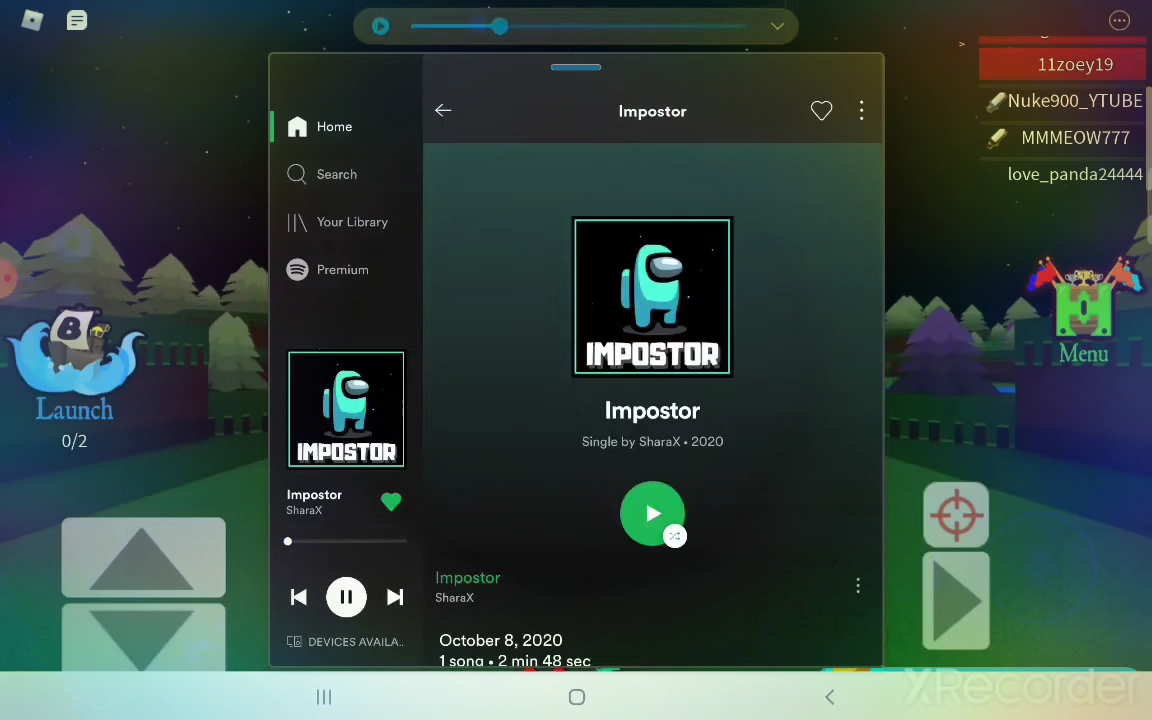 11zoey19
Nuke900_YTUBE
MMMEOW777
love_panda24444
>
Home
Search
Your Library
Premium
Impostor
IMPOSTOR
Impostor
Single by SharaX • 2020
IMPOSTOR
Impostor
SharaX
DEVICES AVAILA..
Impostor
SharaX
October 8, 2020
1 song • 2 min 48 sec
B
Launch
0/2
Menu
XRecorder